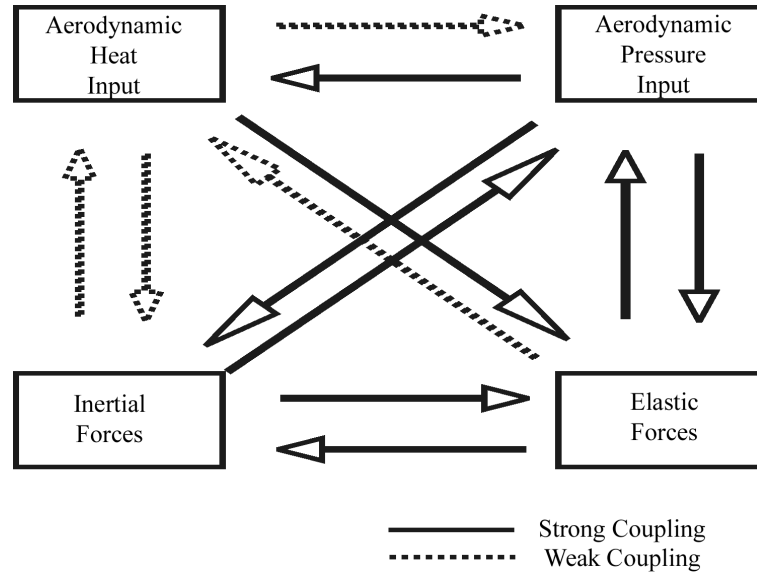 Aerodynamic
Heat
Input
Aerodynamic
Pressure
Input
Inertial
Forces
Elastic
Forces
Strong Coupling
Weak Coupling